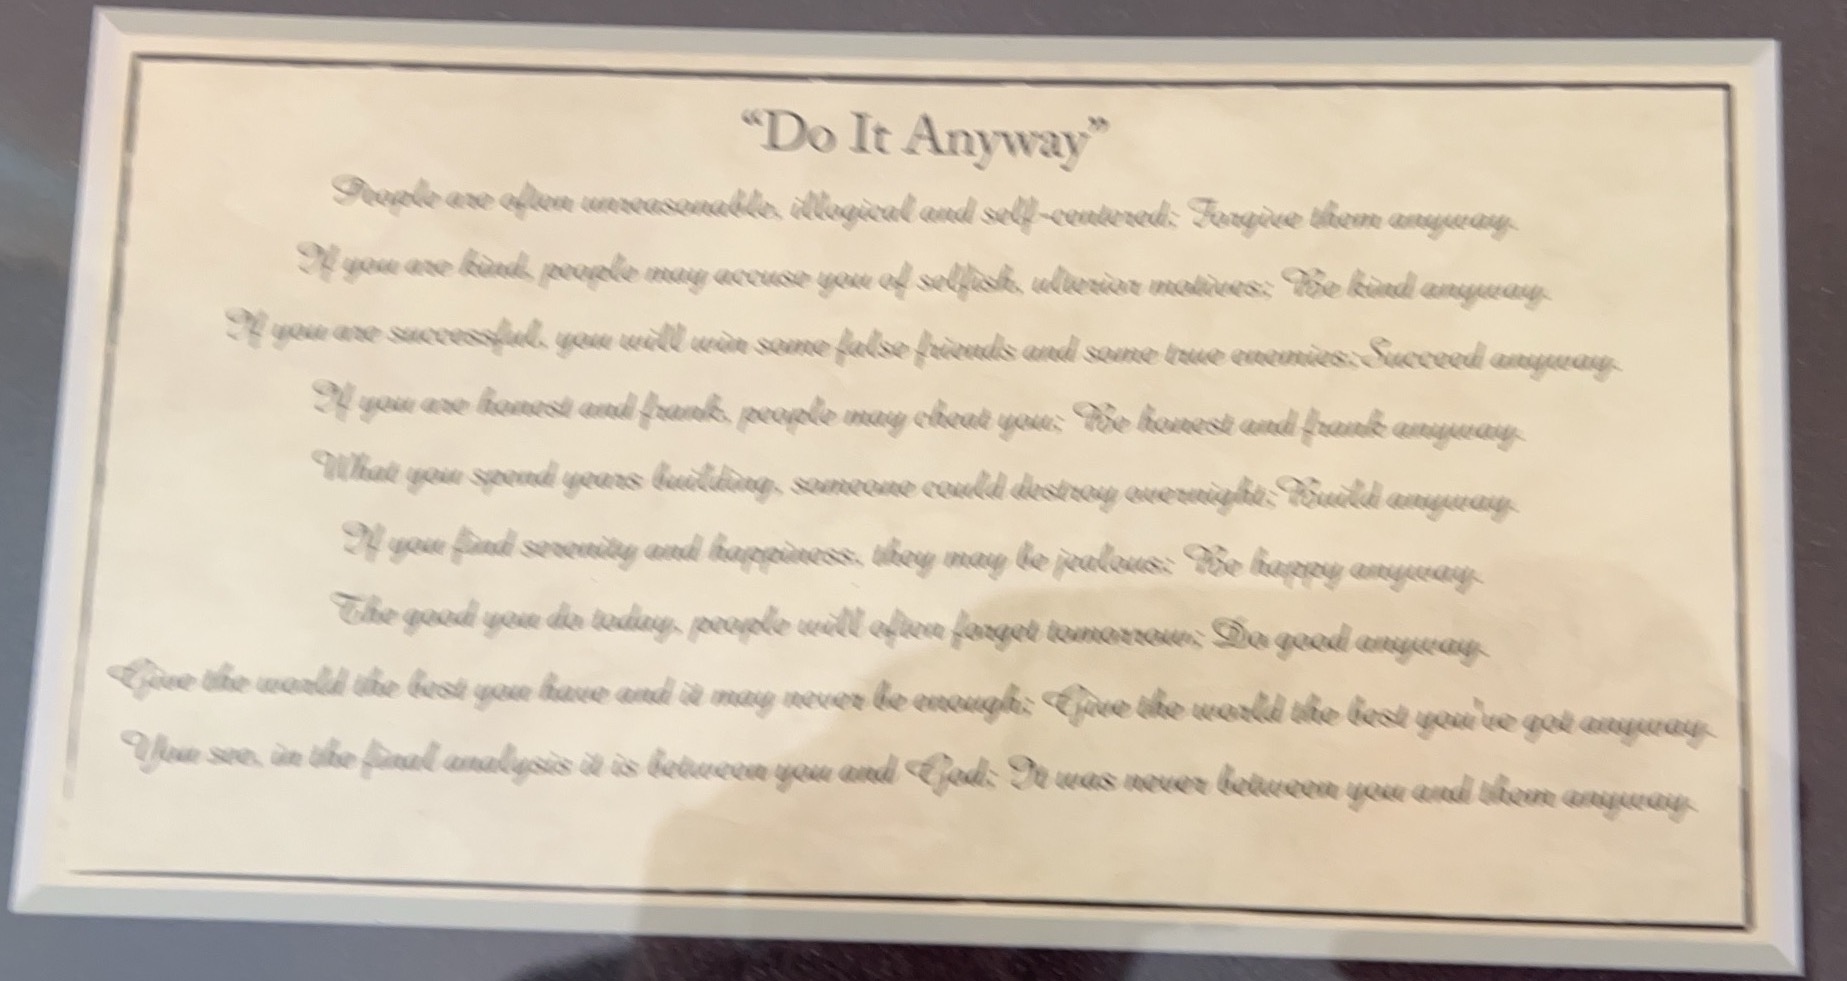 “Do It Anyway”
People are often unreasonable, illogical and self-centered; Forgive them anyway.
If you are kind, people may accuse you of selfish, ulterior motives; Be kind anyway.
If you are successful, you will win some false friends and some true enemies; Succeed anyway.
If you are honest and frank, people may cheat you; Be honest and frank anyway.
What you spend years building, someone could destroy overnight; Build anyway.
If you find serenity and happiness, they may be jealous; Be happy anyway.
The good you do today, people will often forget tomorrow; Do good anyway.
Give the world the best you have and it may never be enough; Give the world the best you've got anyway.
You see, in the final analysis it is between you and God; It was never between you and them anyway.